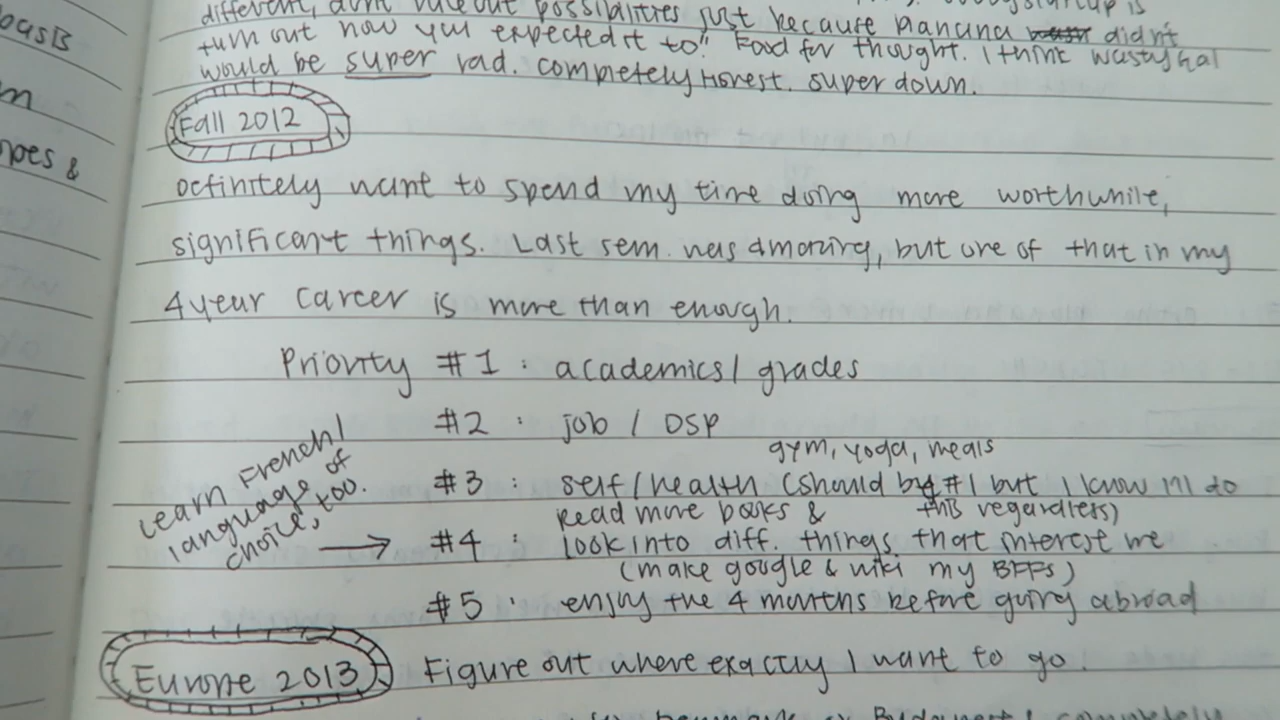 oasis
different, don't rule out possibilities just because Banana didn't
turn out how you expected it to" Food for thought. I think
would be super rad. completely Honest. super down.
Fall 2012
Definitely want to spend my time doing more worthwhile,
significant things. Last sem. was amazing, but one of that in my
4 year career is more than enough.
Priority #1 : academics/grades
#2 : job / DSP
gym, yoga, meals
#3 : self/health (should be #1 but I know I'll do
this regardless)
Read more books &
Learn French/
language of
choice, too.
→ #4 : look into diff. things that interest me
(make google & wiki my BFFs)
#5 : enjoy the 4 months before going abroad
Europe 2013 Figure out where exactly I want to go.
Budapest & completely